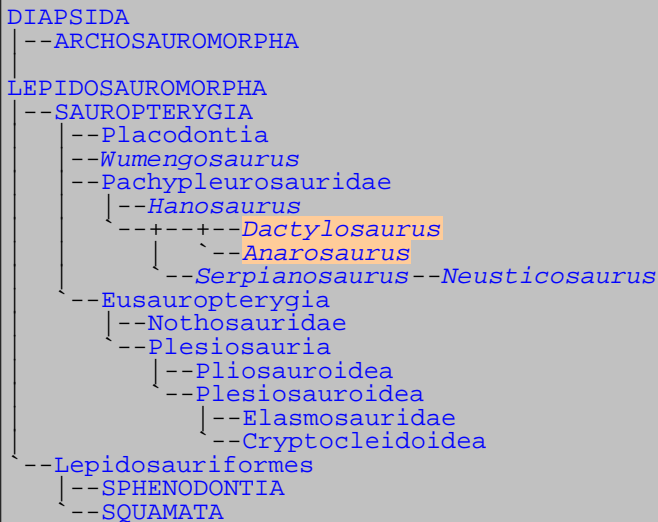 DIAPSIDA
|--ARCHOSAUROMORPHA
|
LEPIDOSAUROMORPHA
|--SAUROPTERYGIA
|  |--Placodontia
|  |--Wumengosaurus
|  |--Pachypleurosauridae
|  |  |--Hanosaurus
|  |  `--+--+--Dactylosaurus
|  |     |  `--Anarosaurus
|  |     `--Serpianosaurus--Neusticosaurus
|  `--Eusauropterygia
|     |--Nothosauridae
|     `--Plesiosauria
|        |--Pliosauroidea
|        `--Plesiosauroidea
|           |--Elasmosauridae
|           `--Cryptocleidoidea
`--Lepidosauriformes
   |--SPHENODONTIA
   `--SQUAMATA